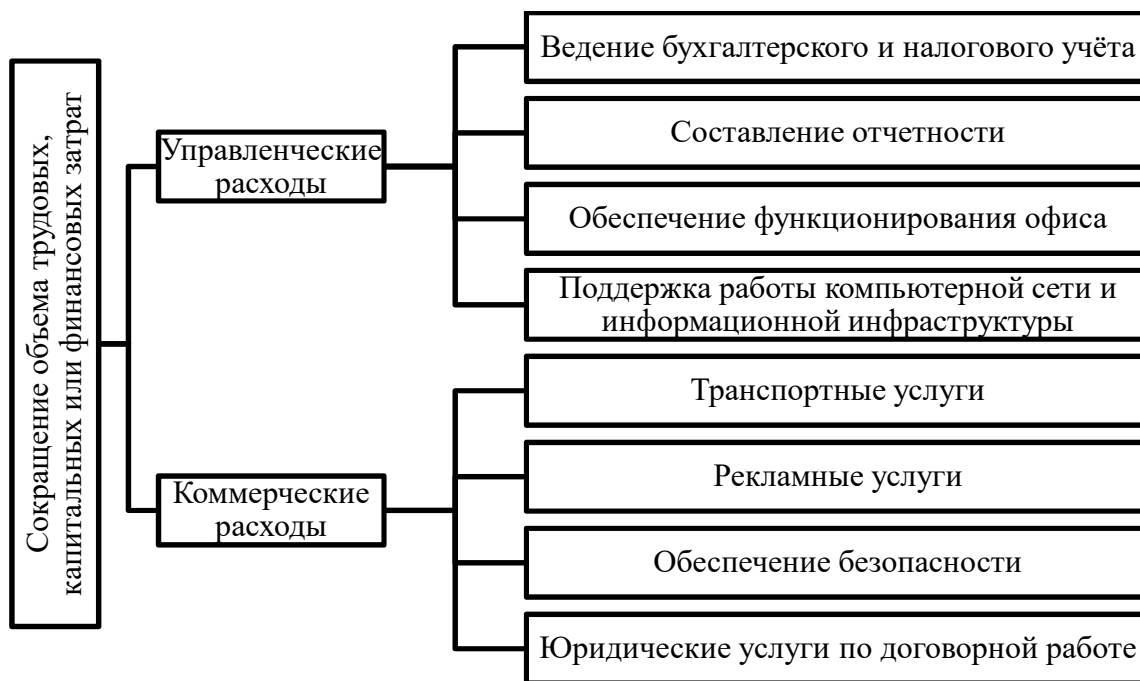 Сокращение объема трудовых,
капитальных или финансовых затрат
Управленческие
расходы
Ведение бухгалтерского и налогового учёта
Составление отчетности
Обеспечение функционирования офиса
Поддержка работы компьютерной сети и
информационной инфраструктуры
Коммерческие
расходы
Транспортные услуги
Рекламные услуги
Обеспечение безопасности
Юридические услуги по договорной работе